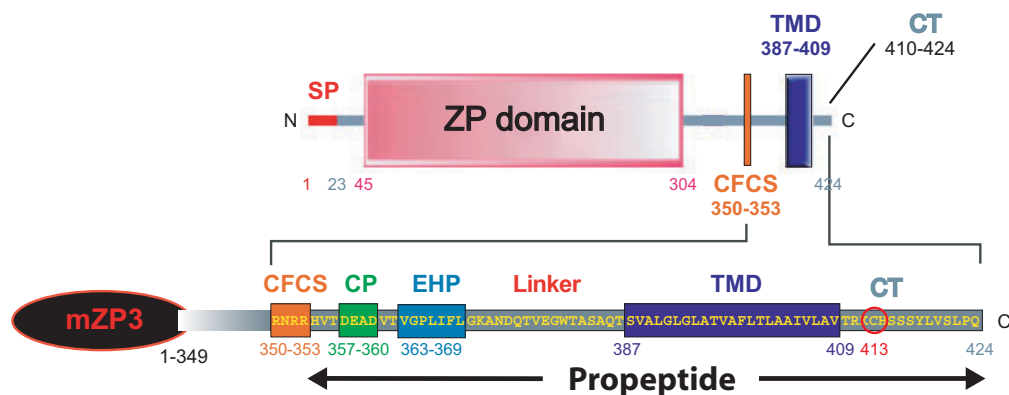 TMD
387-409
CT
410-424
SP
N
ZP domain
C
1
23
45
304
CFCS
350-353
424
CFCS
CP
EHP
Linker
TMD
CT
mZP3
RNRRHVTDEADVTVGPLIFLGKANDQTVEGWTASAQTSVALGLGLATVAFLTLAAIVLAVTRKCHSSSYLVSLPQ
C
1-349
350-353
357-360
363-369
387
409
413
424
Propeptide